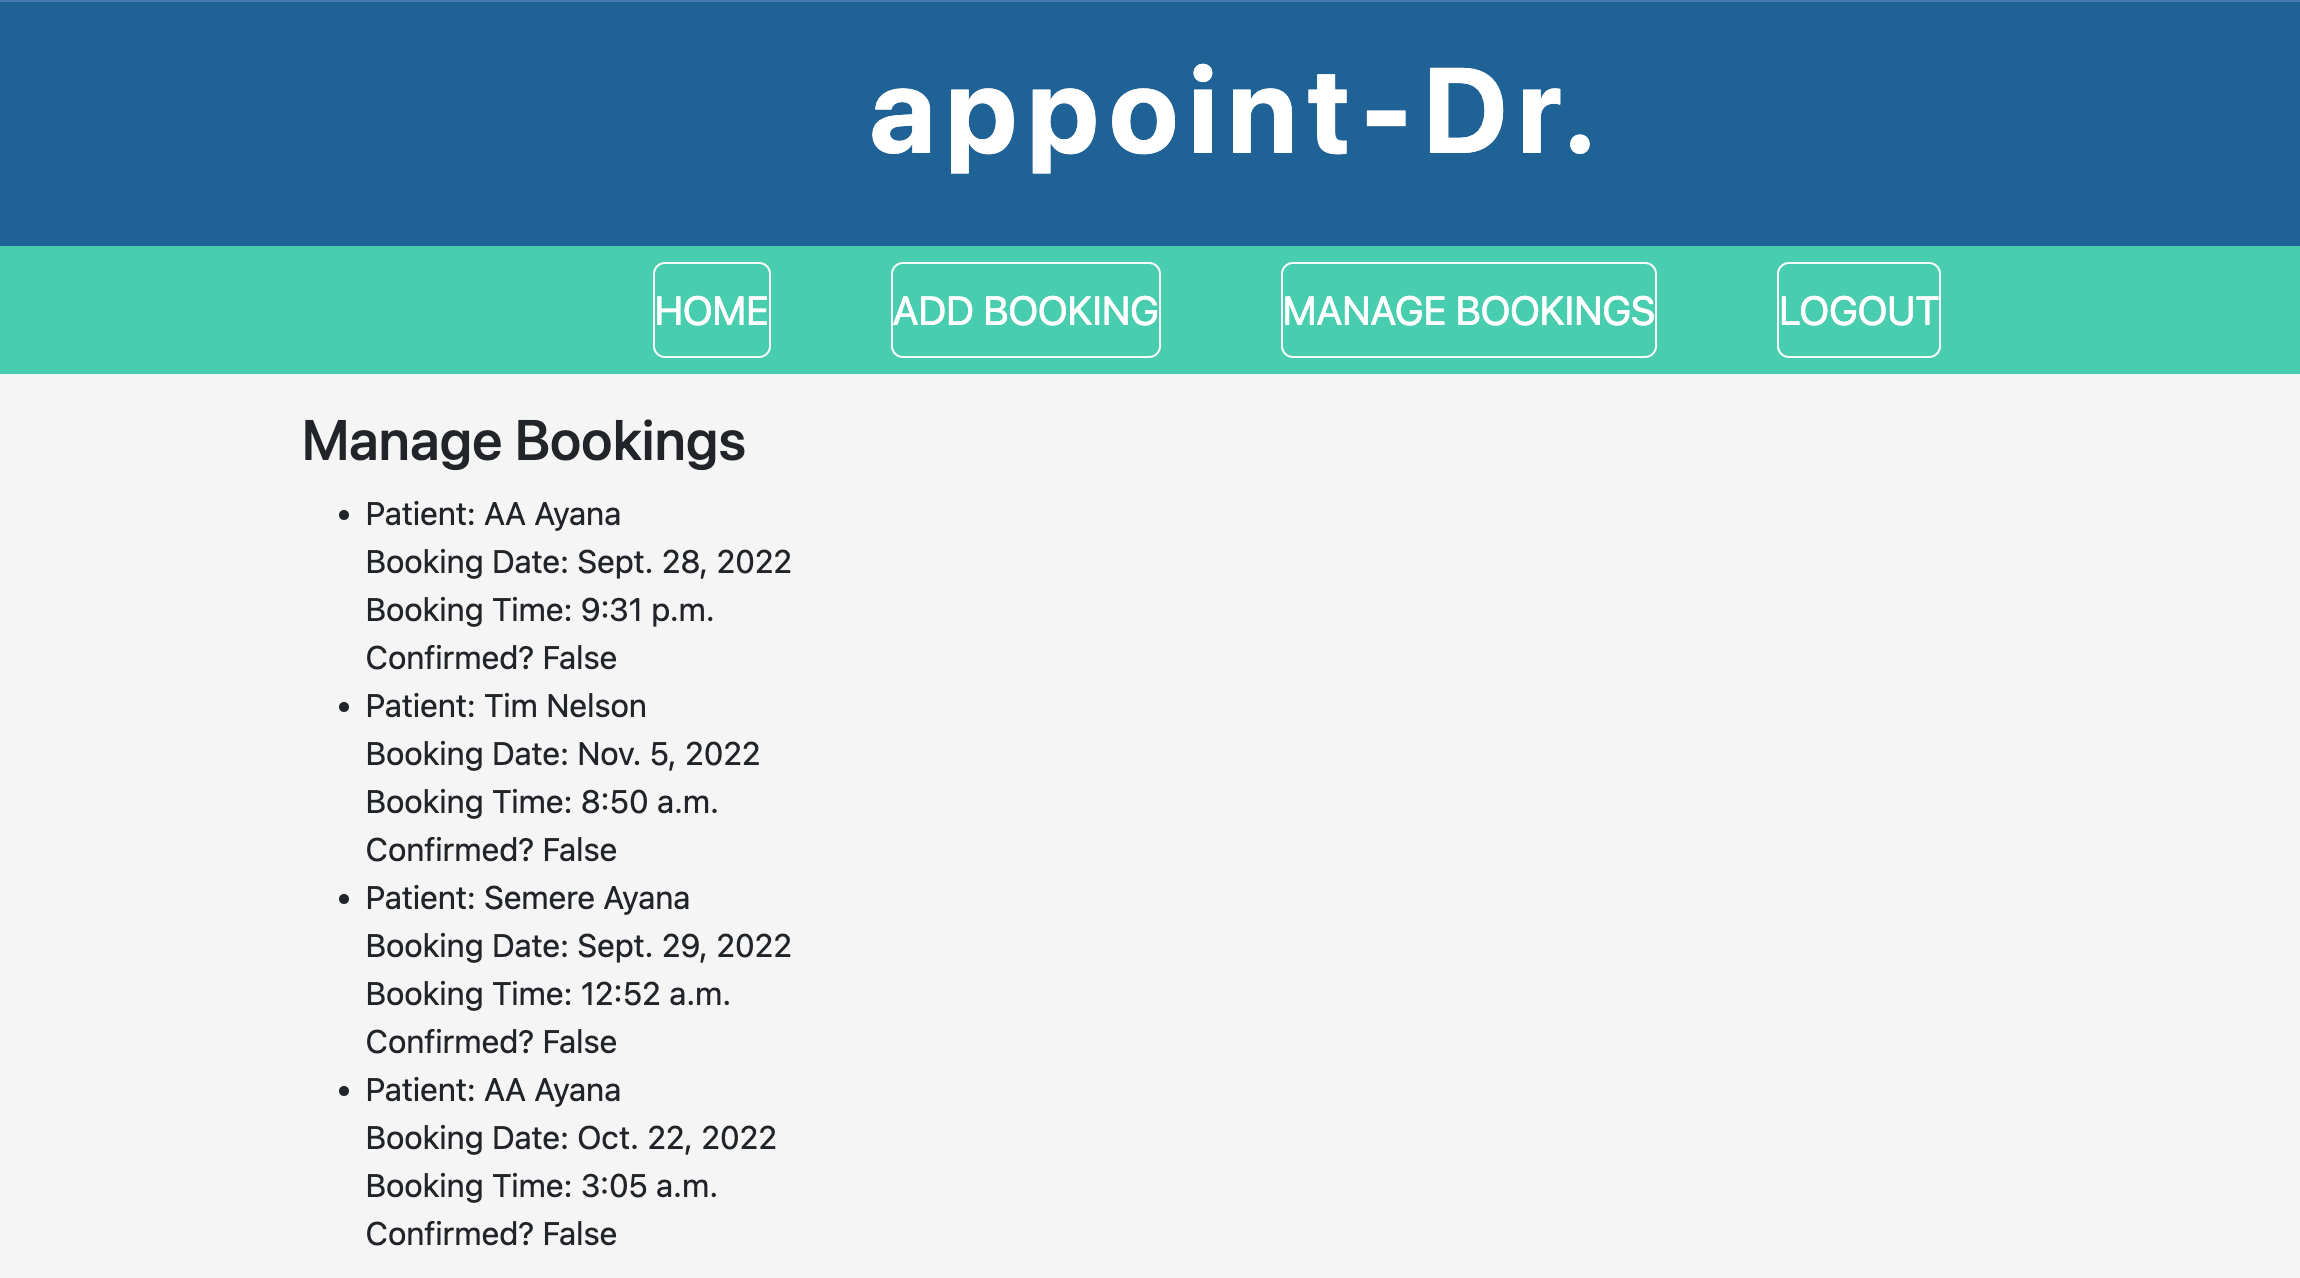 appoint-Dr.
HOME ADD BOOKING MANAGE BOOKINGS LOGOUT
Manage Bookings
• Patient: AA Ayana
Booking Date: Sept. 28, 2022
Booking Time: 9:31 p.m.
Confirmed? False
• Patient: Tim Nelson
Booking Date: Nov. 5, 2022
Booking Time: 8:50 a.m.
Confirmed? False
• Patient: Semere Ayana
Booking Date: Sept. 29, 2022
Booking Time: 12:52 a.m.
Confirmed? False
• Patient: AA Ayana
Booking Date: Oct. 22, 2022
Booking Time: 3:05 a.m.
Confirmed? False